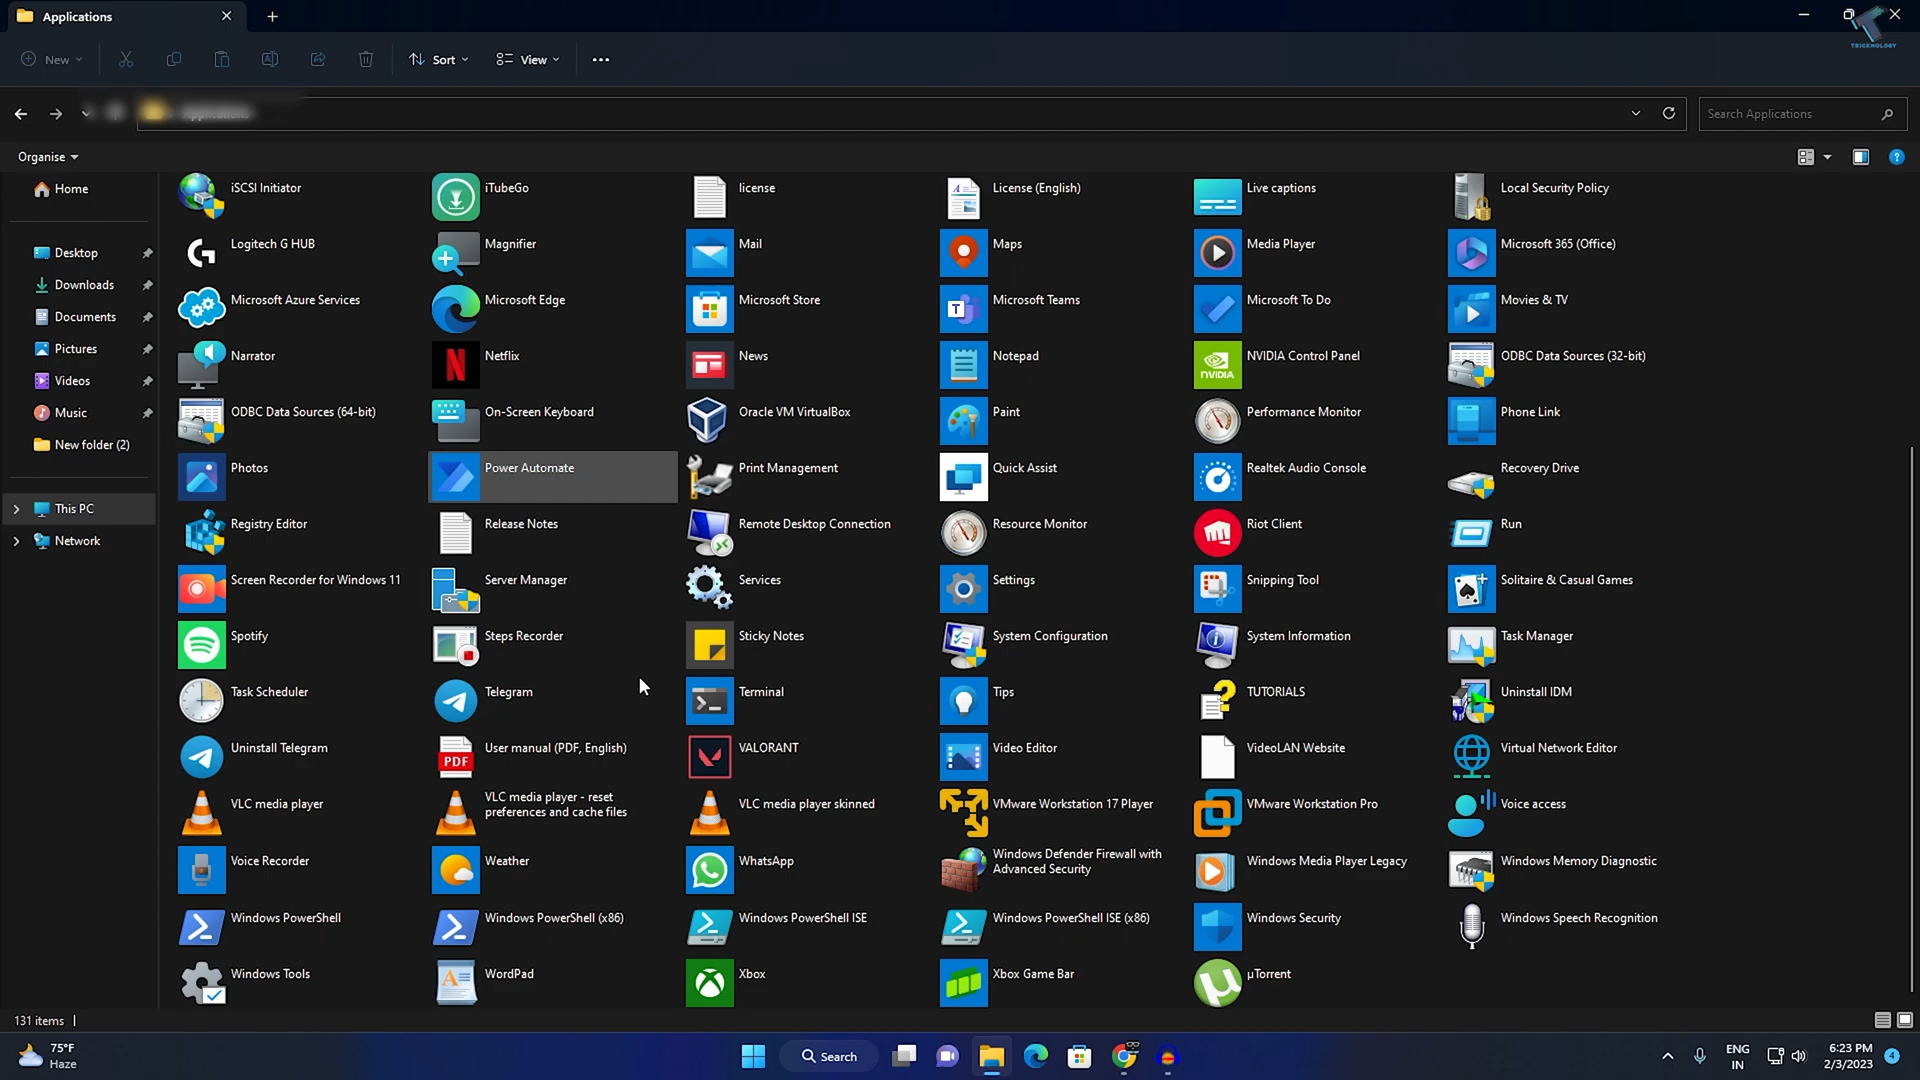 Applications
TRICKNOLOGY
New
Sort
View
Applications
Search Applications
Organise
Home
Desktop
Downloads
Documents
Pictures
Videos
Music
New folder (2)
This PC
Network
iSCSI Initiator
iTubeGo
license
License (English)
Live captions
Local Security Policy
Logitech G HUB
Magnifier
Mail
Maps
Media Player
Microsoft 365 (Office)
Microsoft Azure Services
Microsoft Edge
Microsoft Store
Microsoft Teams
Microsoft To Do
Movies & TV
Narrator
Netflix
News
Notepad
NVIDIA
NVIDIA Control Panel
ODBC Data Sources (32-bit)
ODBC Data Sources (64-bit)
On-Screen Keyboard
Oracle VM VirtualBox
Paint
Performance Monitor
Phone Link
Photos
Power Automate
Print Management
Quick Assist
Realtek Audio Console
Recovery Drive
Registry Editor
Release Notes
Remote Desktop Connection
Resource Monitor
Riot Client
Run
Screen Recorder for Windows 11
Server Manager
Services
Settings
Snipping Tool
Solitaire & Casual Games
Spotify
Steps Recorder
Sticky Notes
System Configuration
System Information
Task Manager
Task Scheduler
Telegram
Terminal
Tips
TUTORIALS
Uninstall IDM
Uninstall Telegram
PDF
User manual (PDF, English)
VALORANT
Video Editor
VideoLAN Website
Virtual Network Editor
VLC media player
VLC media player - reset
preferences and cache files
VLC media player skinned
VMware Workstation 17 Player
VMware Workstation Pro
Voice access
Voice Recorder
Weather
WhatsApp
Windows Defender Firewall with
Advanced Security
Windows Media Player Legacy
Windows Memory Diagnostic
Windows PowerShell
Windows PowerShell (x86)
Windows PowerShell ISE
Windows PowerShell ISE (x86)
Windows Security
Windows Speech Recognition
Windows Tools
WordPad
Xbox
Xbox Game Bar
µTorrent
131 items
75°F
Haze
Search
ENG
IN
6:23 PM
2/3/2023
4